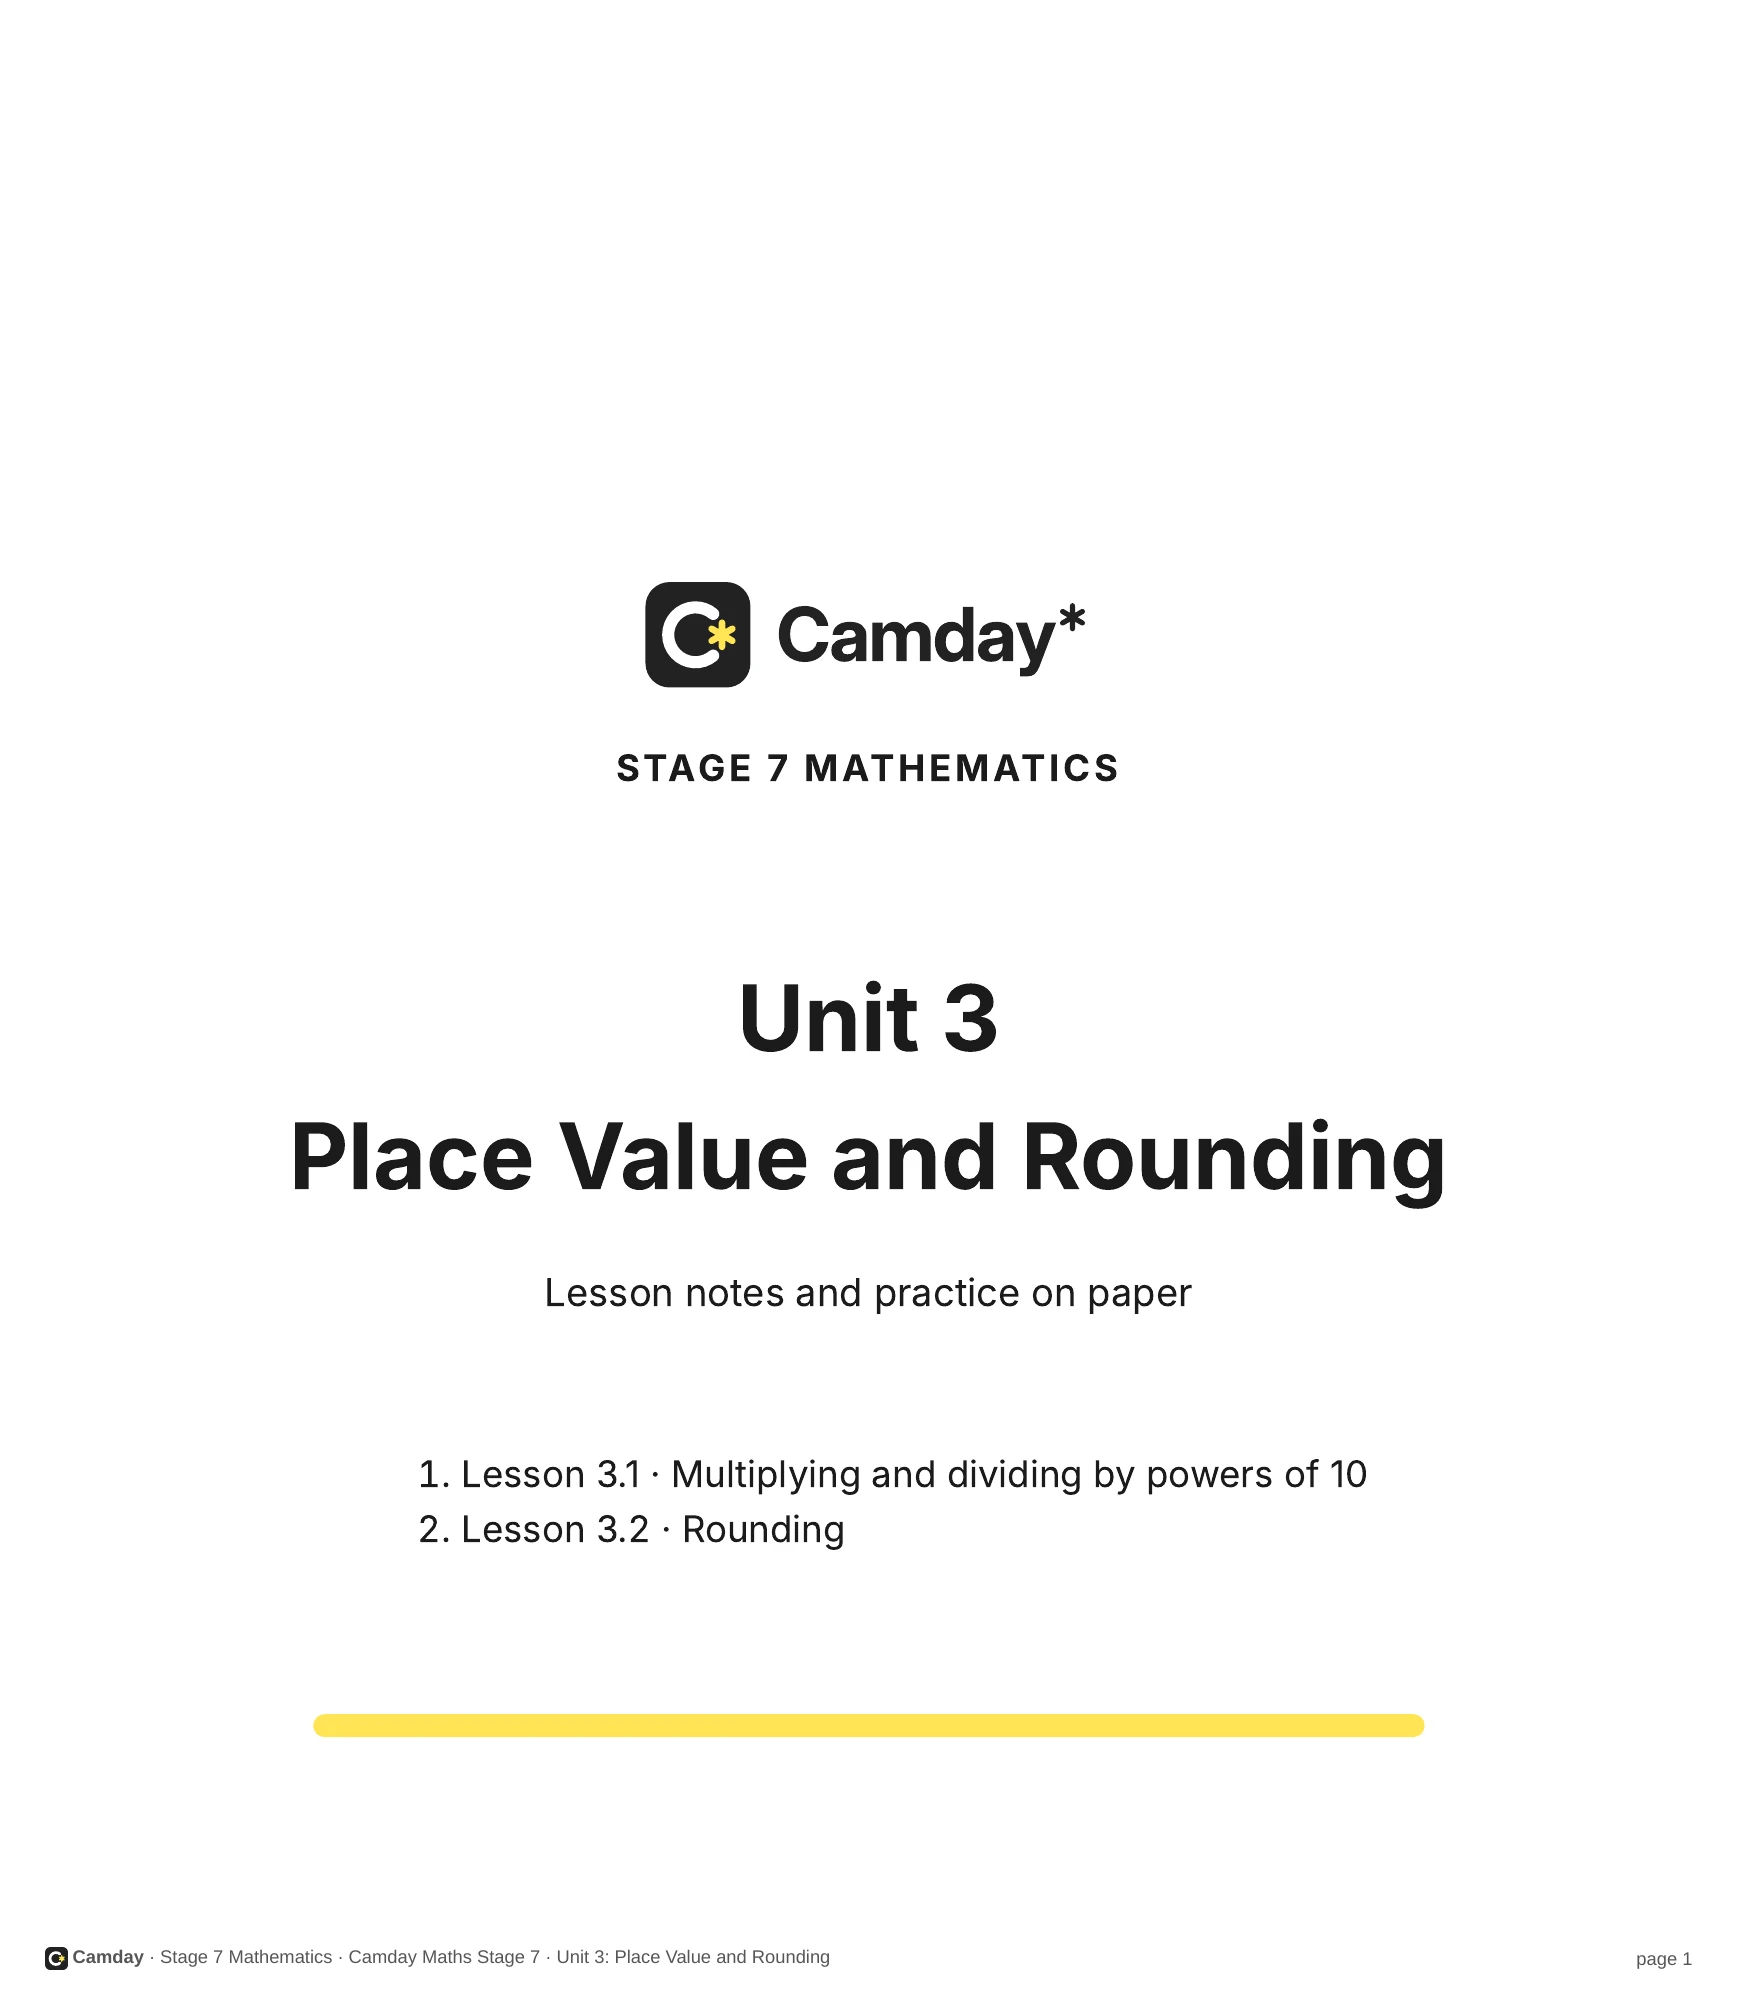 Camday*
STAGE 7 MATHEMATICS
Unit 3
Place Value and Rounding
Lesson notes and practice on paper
1. Lesson 3.1 · Multiplying and dividing by powers of 10
2. Lesson 3.2 · Rounding
Camday · Stage 7 Mathematics · Camday Maths Stage 7 · Unit 3: Place Value and Rounding
page 1